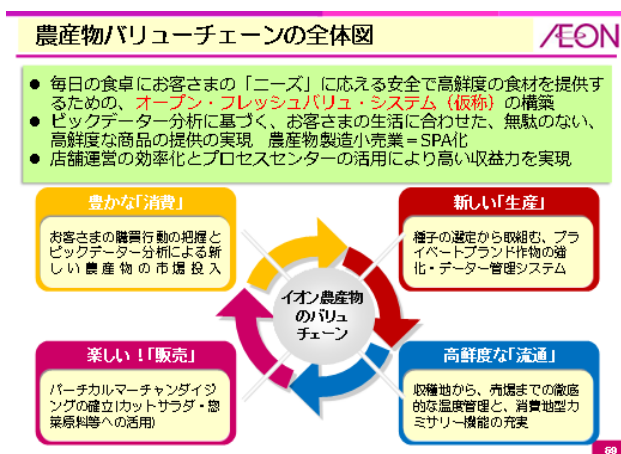 農産物バリューチェーンの全体図
ÆON
● 毎日の食卓にお客さまの「ニーズ」に応える安全で高鮮度の食材を提供す
るための、オープン・フレッシュバリュ・システム（仮称）の構築
● ビックデーター分析に基づく、お客さまの生活に合わせた、無駄のない、
高鮮度な商品の提供の実現　農産物製造小売業＝SPA化
● 店舗運営の効率化とプロセスセンターの活用により高い収益力を実現
豊かな「消費」
お客さまの購買行動の把握と
ビックデーター分析による新
しい農産物の市場投入
新しい「生産」
種子の選定から取組む、プラ
イベートブランド作物の強
化・データー管理システム
イオン農産物
のバリュ
チェーン
楽しい！「販売」
バーチカルマーチャンダイジ
ングの確立(カットサラダ・惣
菜原料等への活用)
高鮮度な「流通」
収穫地から、売場までの徹底
的な温度管理と、消費地型カ
ミサリー機能の充実
59